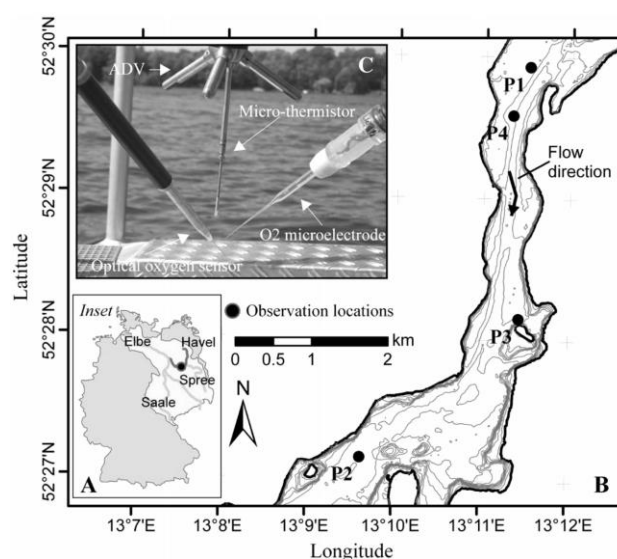 52°30'N
52°29'N
52°28'N
52°27'N
Latitude
ADV
C
Micro-thermistor
O2 microelectrode
Optical oxygen sensor
P1
P4
Flow
direction
Inset
Elbe
Havel
Spree
Saale
A
Observation locations
0 0.5 1 2
km
N
P3
P2
B
13°7'E 13°8'E 13°9'E 13°10'E 13°11'E 13°12'E
Longitude